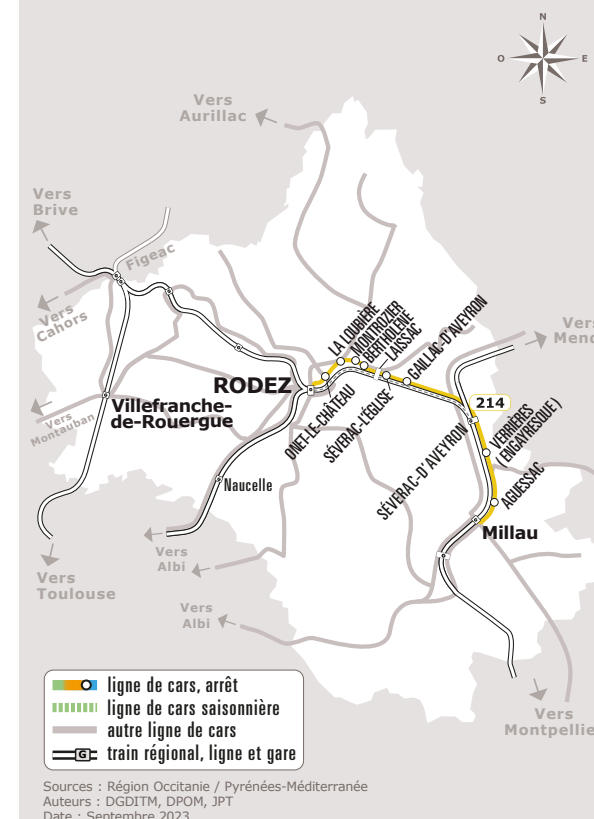 N
O
E
S
Vers
Aurillac
Vers
Brive
Figeac
Vers
Cahors
Vers
Mend
LA LOUBIÈRE
MONTROZIER
BERTHOLÈNE
LAISSAC
GAILLAC-D'AVEYRON
RODEZ
ONET-LE-CHÂTEAU
SÉVERAC-L'ÉGLISE
214
Villefranche-
de-Rouergue
Vers
Montauban
SÉVERAC-D'AVEYRON
VERRIÈRES
(ENGAYRESQUE)
AGUESSAC
Naucelle
Millau
Vers
Albi
Vers
Toulouse
Vers
Albi
Vers
Montpellie
ligne de cars, arrêt
ligne de cars saisonnière
autre ligne de cars
G
train régional, ligne et gare
Sources : Région Occitanie / Pyrénées-Méditerranée
Auteurs : DGDITM, DPOM, JPT
Date : Septembre 2023